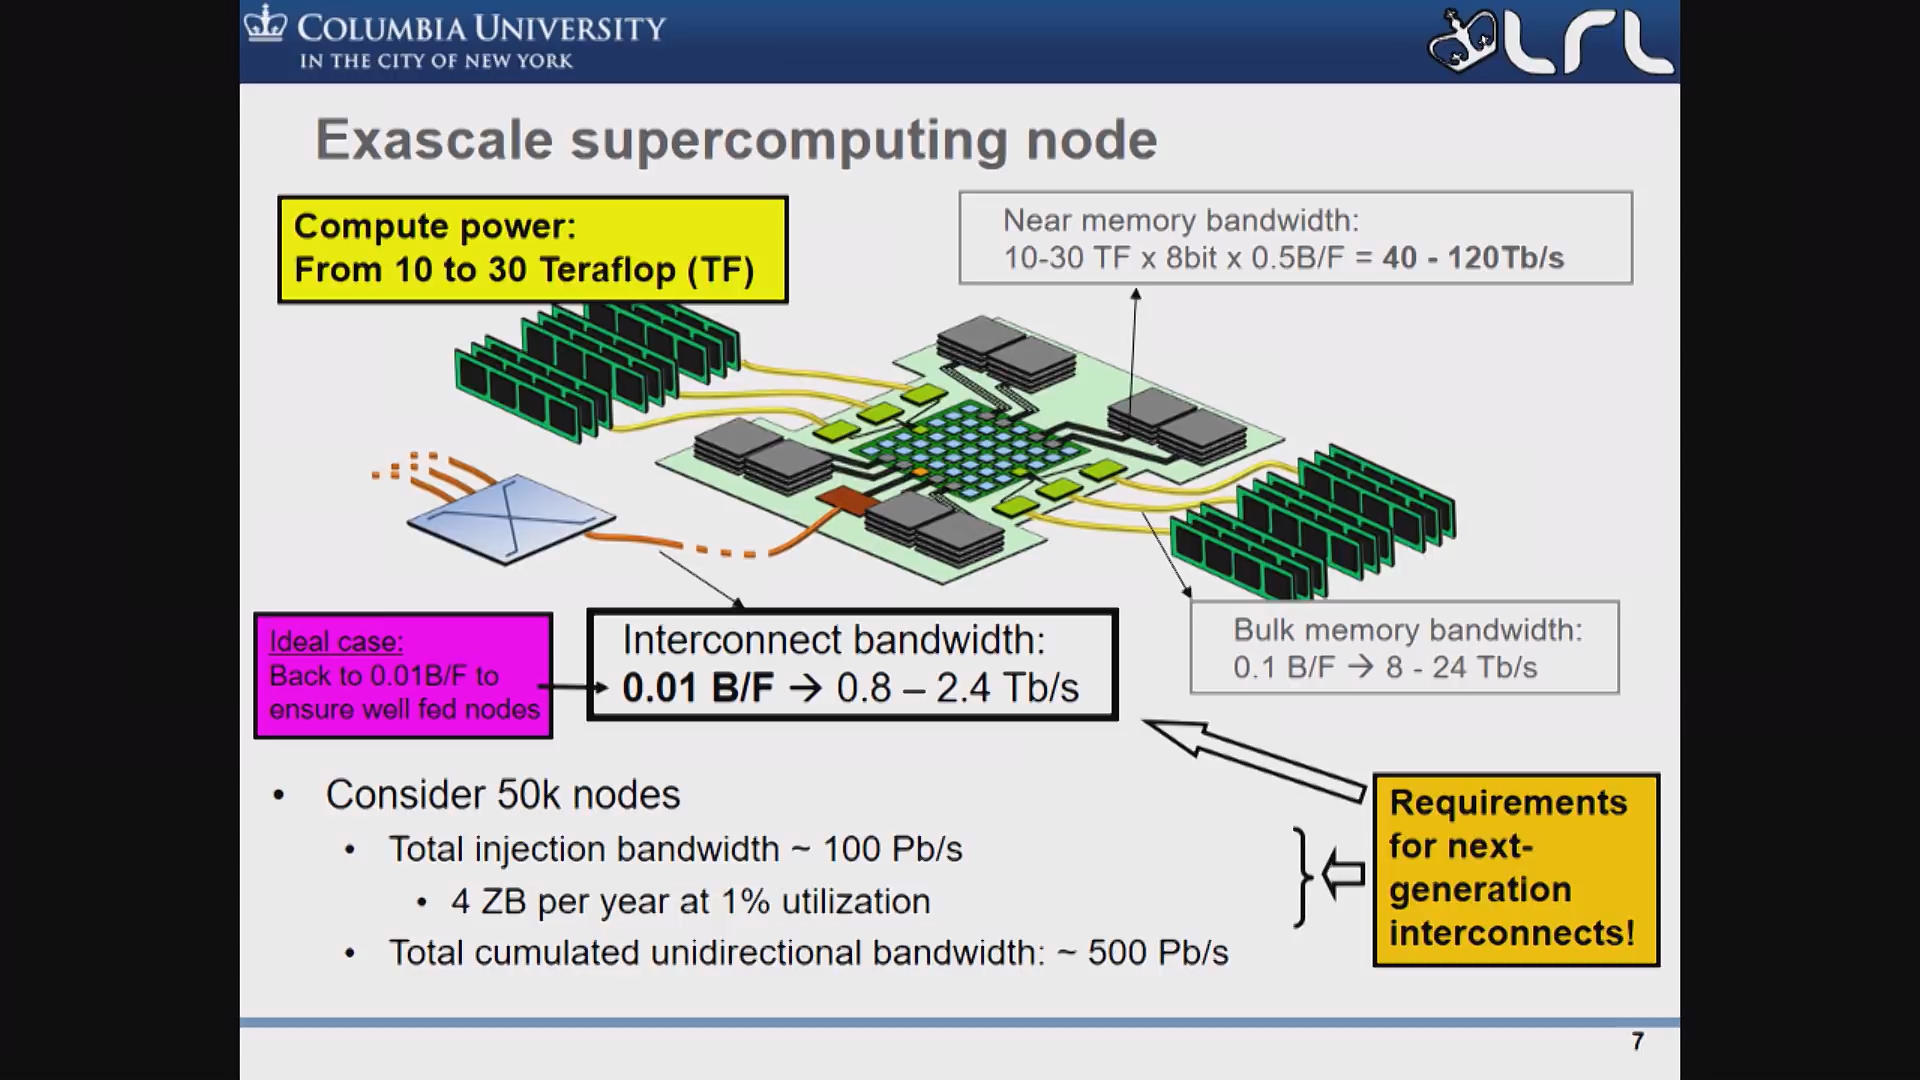 COLUMBIA UNIVERSITY
IN THE CITY OF NEW YORK
LRL
Exascale supercomputing node
Compute power:
From 10 to 30 Teraflop (TF)
Near memory bandwidth:
10-30 TF x 8bit x 0.5B/F = 40 - 120Tb/s
Ideal case:
Back to 0.01B/F to
ensure well fed nodes
Interconnect bandwidth:
0.01 B/F → 0.8 – 2.4 Tb/s
Bulk memory bandwidth:
0.1 B/F → 8 - 24 Tb/s
• Consider 50k nodes
• Total injection bandwidth ~ 100 Pb/s
• 4 ZB per year at 1% utilization
• Total cumulated unidirectional bandwidth: ~ 500 Pb/s
Requirements
for next-
generation
interconnects!
7